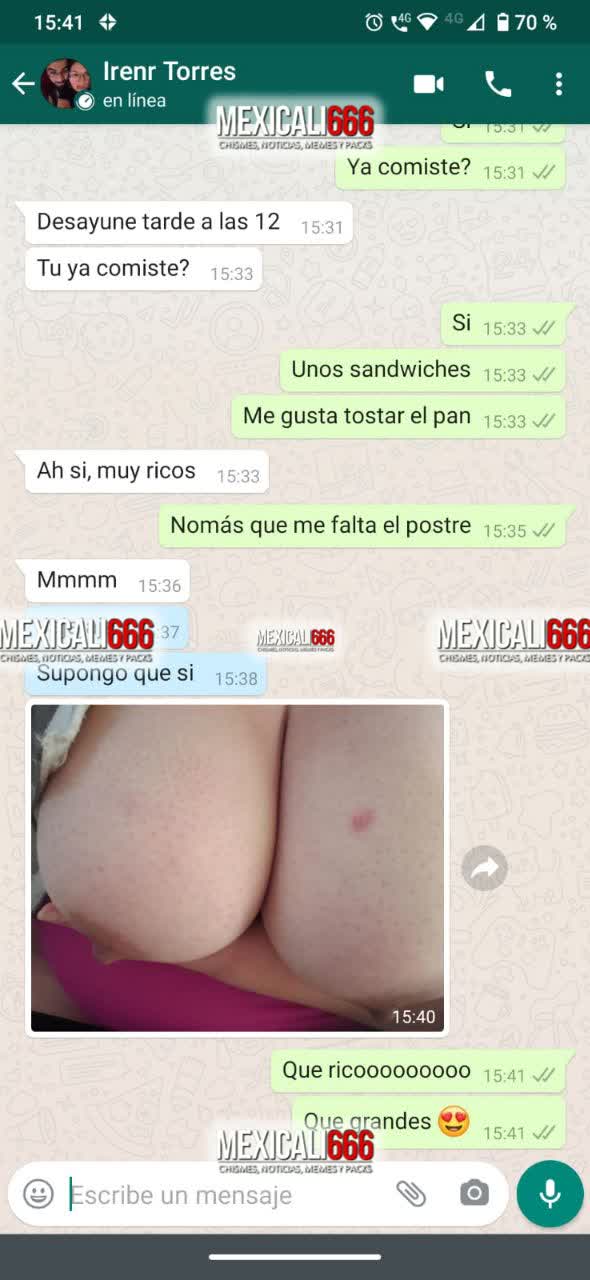 15:41
4G
4G
70 %
Irenr Torres
en línea
MEXICALI666
CHISMES, NOTICIAS, MEMES Y PACKS
15:31
Ya comiste? 15:31
Desayune tarde a las 12 15:31
Tu ya comiste? 15:33
Si 15:33
Unos sandwiches 15:33
Me gusta tostar el pan 15:33
Ah si, muy ricos 15:33
Nomás que me falta el postre 15:35
Mmmm 15:36
MEXICALI666 37 MEXICALI666 MEXICALI666
CHISMES, NOTICIAS, MEMES Y PACKS CHISMES, NOTICIAS, MEMES Y PACKS CHISMES, NOTICIAS, MEMES Y PACKS
Supongo que si 15:38
15:40
Que ricooooooooo 15:41
Que grandes 😍 15:41
MEXICALI666
CHISMES, NOTICIAS, MEMES Y PACKS
Escribe un mensaje